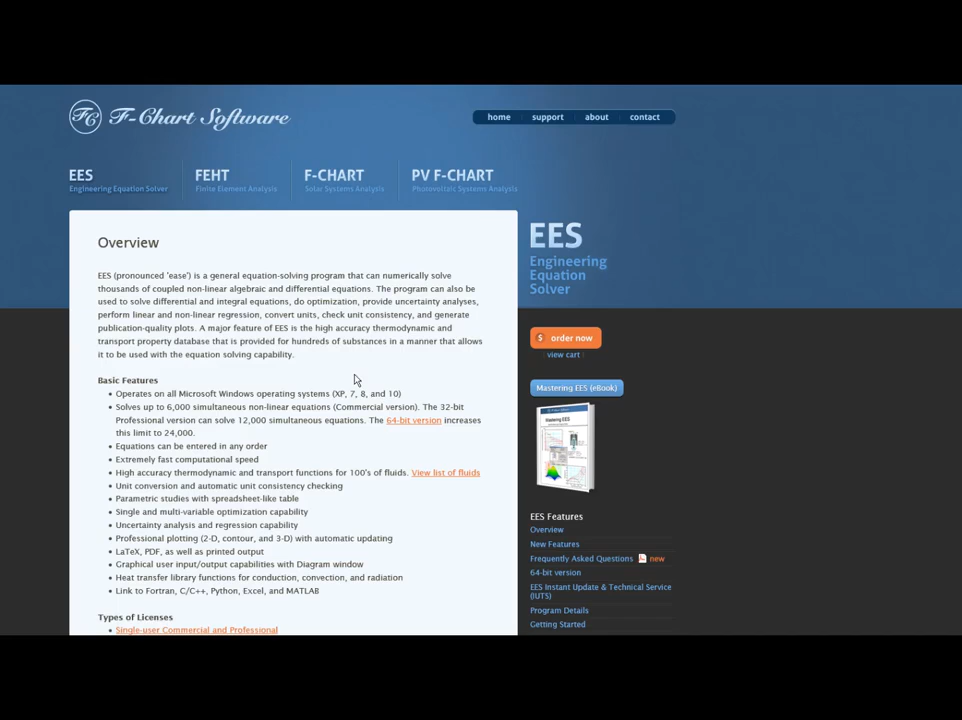 FC F-Chart Software
home support about contact
EES FEHT F-CHART PV F-CHART
Engineering Equation Solver Finite Element Analysis Solar Systems Analysis Photovoltaic Systems Analysis
Overview
EES (pronounced 'ease') is a general equation-solving program that can numerically solve
thousands of coupled non-linear algebraic and differential equations. The program can also be
used to solve differential and integral equations, do optimization, provide uncertainty analyses,
perform linear and non-linear regression, convert units, check unit consistency, and generate
publication-quality plots. A major feature of EES is the high accuracy thermodynamic and
transport property database that is provided for hundreds of substances in a manner that allows
it to be used with the equation solving capability.
Basic Features
• Operates on all Microsoft Windows operating systems (XP, 7, 8, and 10)
• Solves up to 6,000 simultaneous non-linear equations (Commercial version). The 32-bit
Professional version can solve 12,000 simultaneous equations. The 64-bit version increases
this limit to 24,000.
• Equations can be entered in any order
• Extremely fast computational speed
• High accuracy thermodynamic and transport functions for 100's of fluids. View list of fluids
• Unit conversion and automatic unit consistency checking
• Parametric studies with spreadsheet-like table
• Single and multi-variable optimization capability
• Uncertainty analysis and regression capability
• Professional plotting (2-D, contour, and 3-D) with automatic updating
• LaTeX, PDF, as well as printed output
• Graphical user input/output capabilities with Diagram window
• Heat transfer library functions for conduction, convection, and radiation
• Link to Fortran, C/C++, Python, Excel, and MATLAB
Types of Licenses
• Single-user Commercial and Professional
EES
Engineering
Equation
Solver
$ order now
view cart
Mastering EES (eBook)
Mastering EES
EES Features
Overview
New Features
Frequently Asked Questions new
64-bit version
EES Instant Update & Technical Service
(IUTS)
Program Details
Getting Started